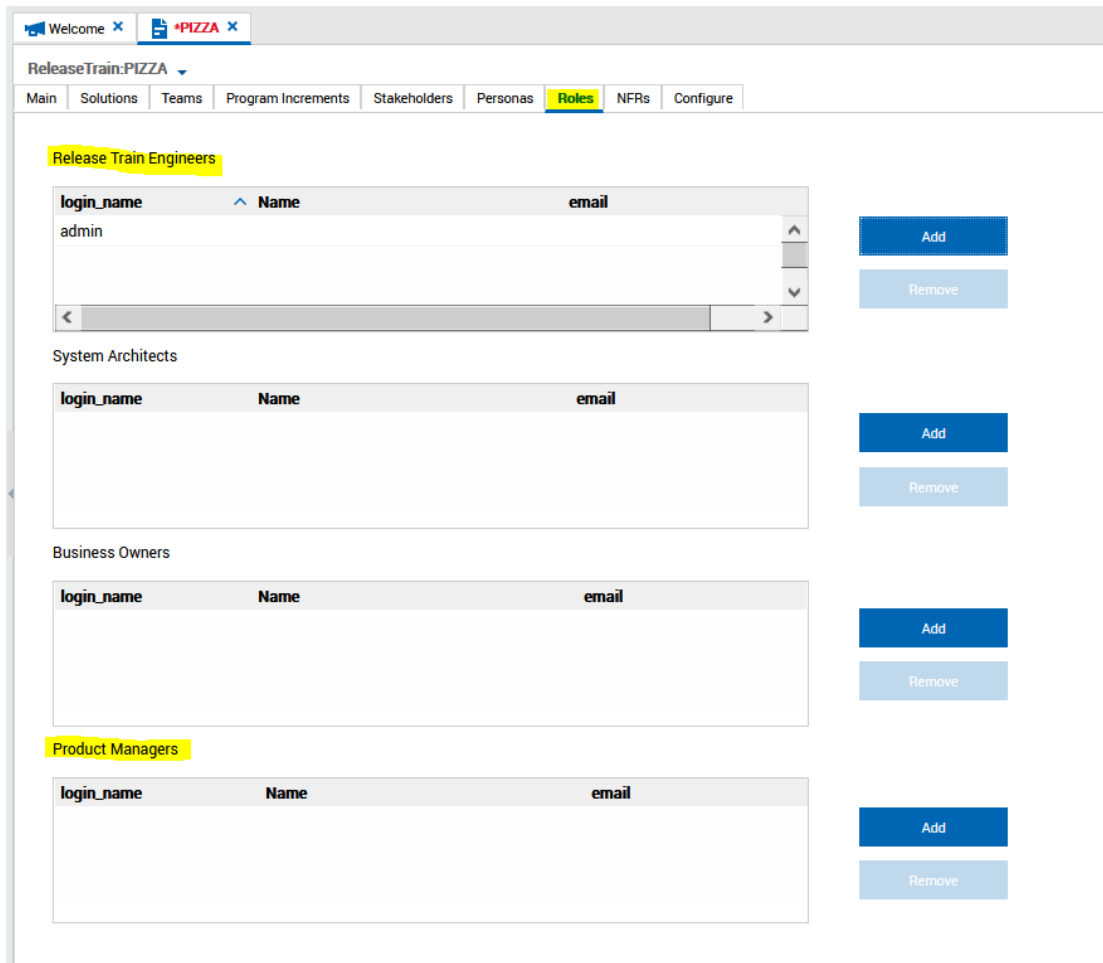 Welcome × *PIZZA ×
ReleaseTrain:PIZZA
Main Solutions Teams Program Increments Stakeholders Personas Roles NFRs Configure
Release Train Engineers
login_name Name email
admin
Add
Remove
System Architects
login_name Name email
Add
Remove
Business Owners
login_name Name email
Add
Remove
Product Managers
login_name Name email
Add
Remove